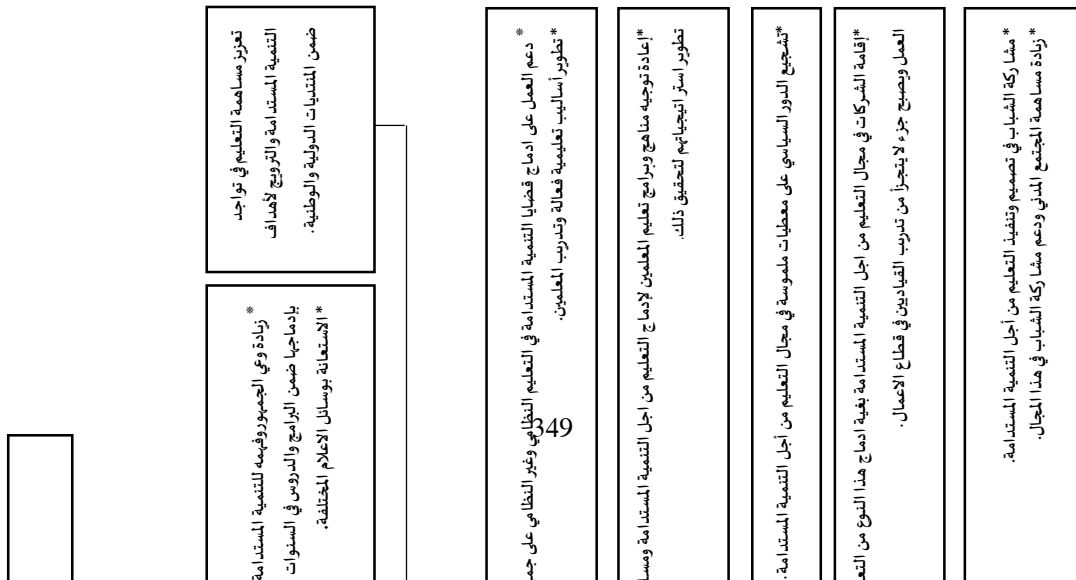 تعزيز مساهمة التعليم في تواجد
التنمية المستدامة والترويج لأهداف
ضمن المنتديات الدولية والوطنية.
* زيادة وعي الجمهور وفهمه للتنمية المستدامة
بإدماجها ضمن البرامج والدروس في السنوات
* الاستعانة بوسائل الاعلام المختلفة.
* دعم العمل على ادماج قضايا التنمية المستدامة في التعليم النظامي وغير النظامي على
* تطوير أساليب تعليمية فعالة وتدريب المعلمين.
*إعادة توجيه مناهج وبرامج تعليم المعلمين لإدماج التعليم من اجل التنمية المستدامة
تطوير استراتيجياتهم لتحقيق ذلك.
*تشجيع الدور السياسي على معطيات ملموسة في مجال التعليم من أجل التنمية المستدامة.
*إقامة الشركات في مجال التعليم من اجل التنمية المستدامة بغية ادماج هذا النوع من
العمل ويصبح جزء لا يتجزأ من تدريب القياديين في قطاع الاعمال.
* مشاركة الشباب في تصميم وتنفيذ التعليم من أجل التنمية المستدامة.
* زيادة مساهمة المجتمع المدني ودعم مشاركة الشباب في هذا المجال.
349